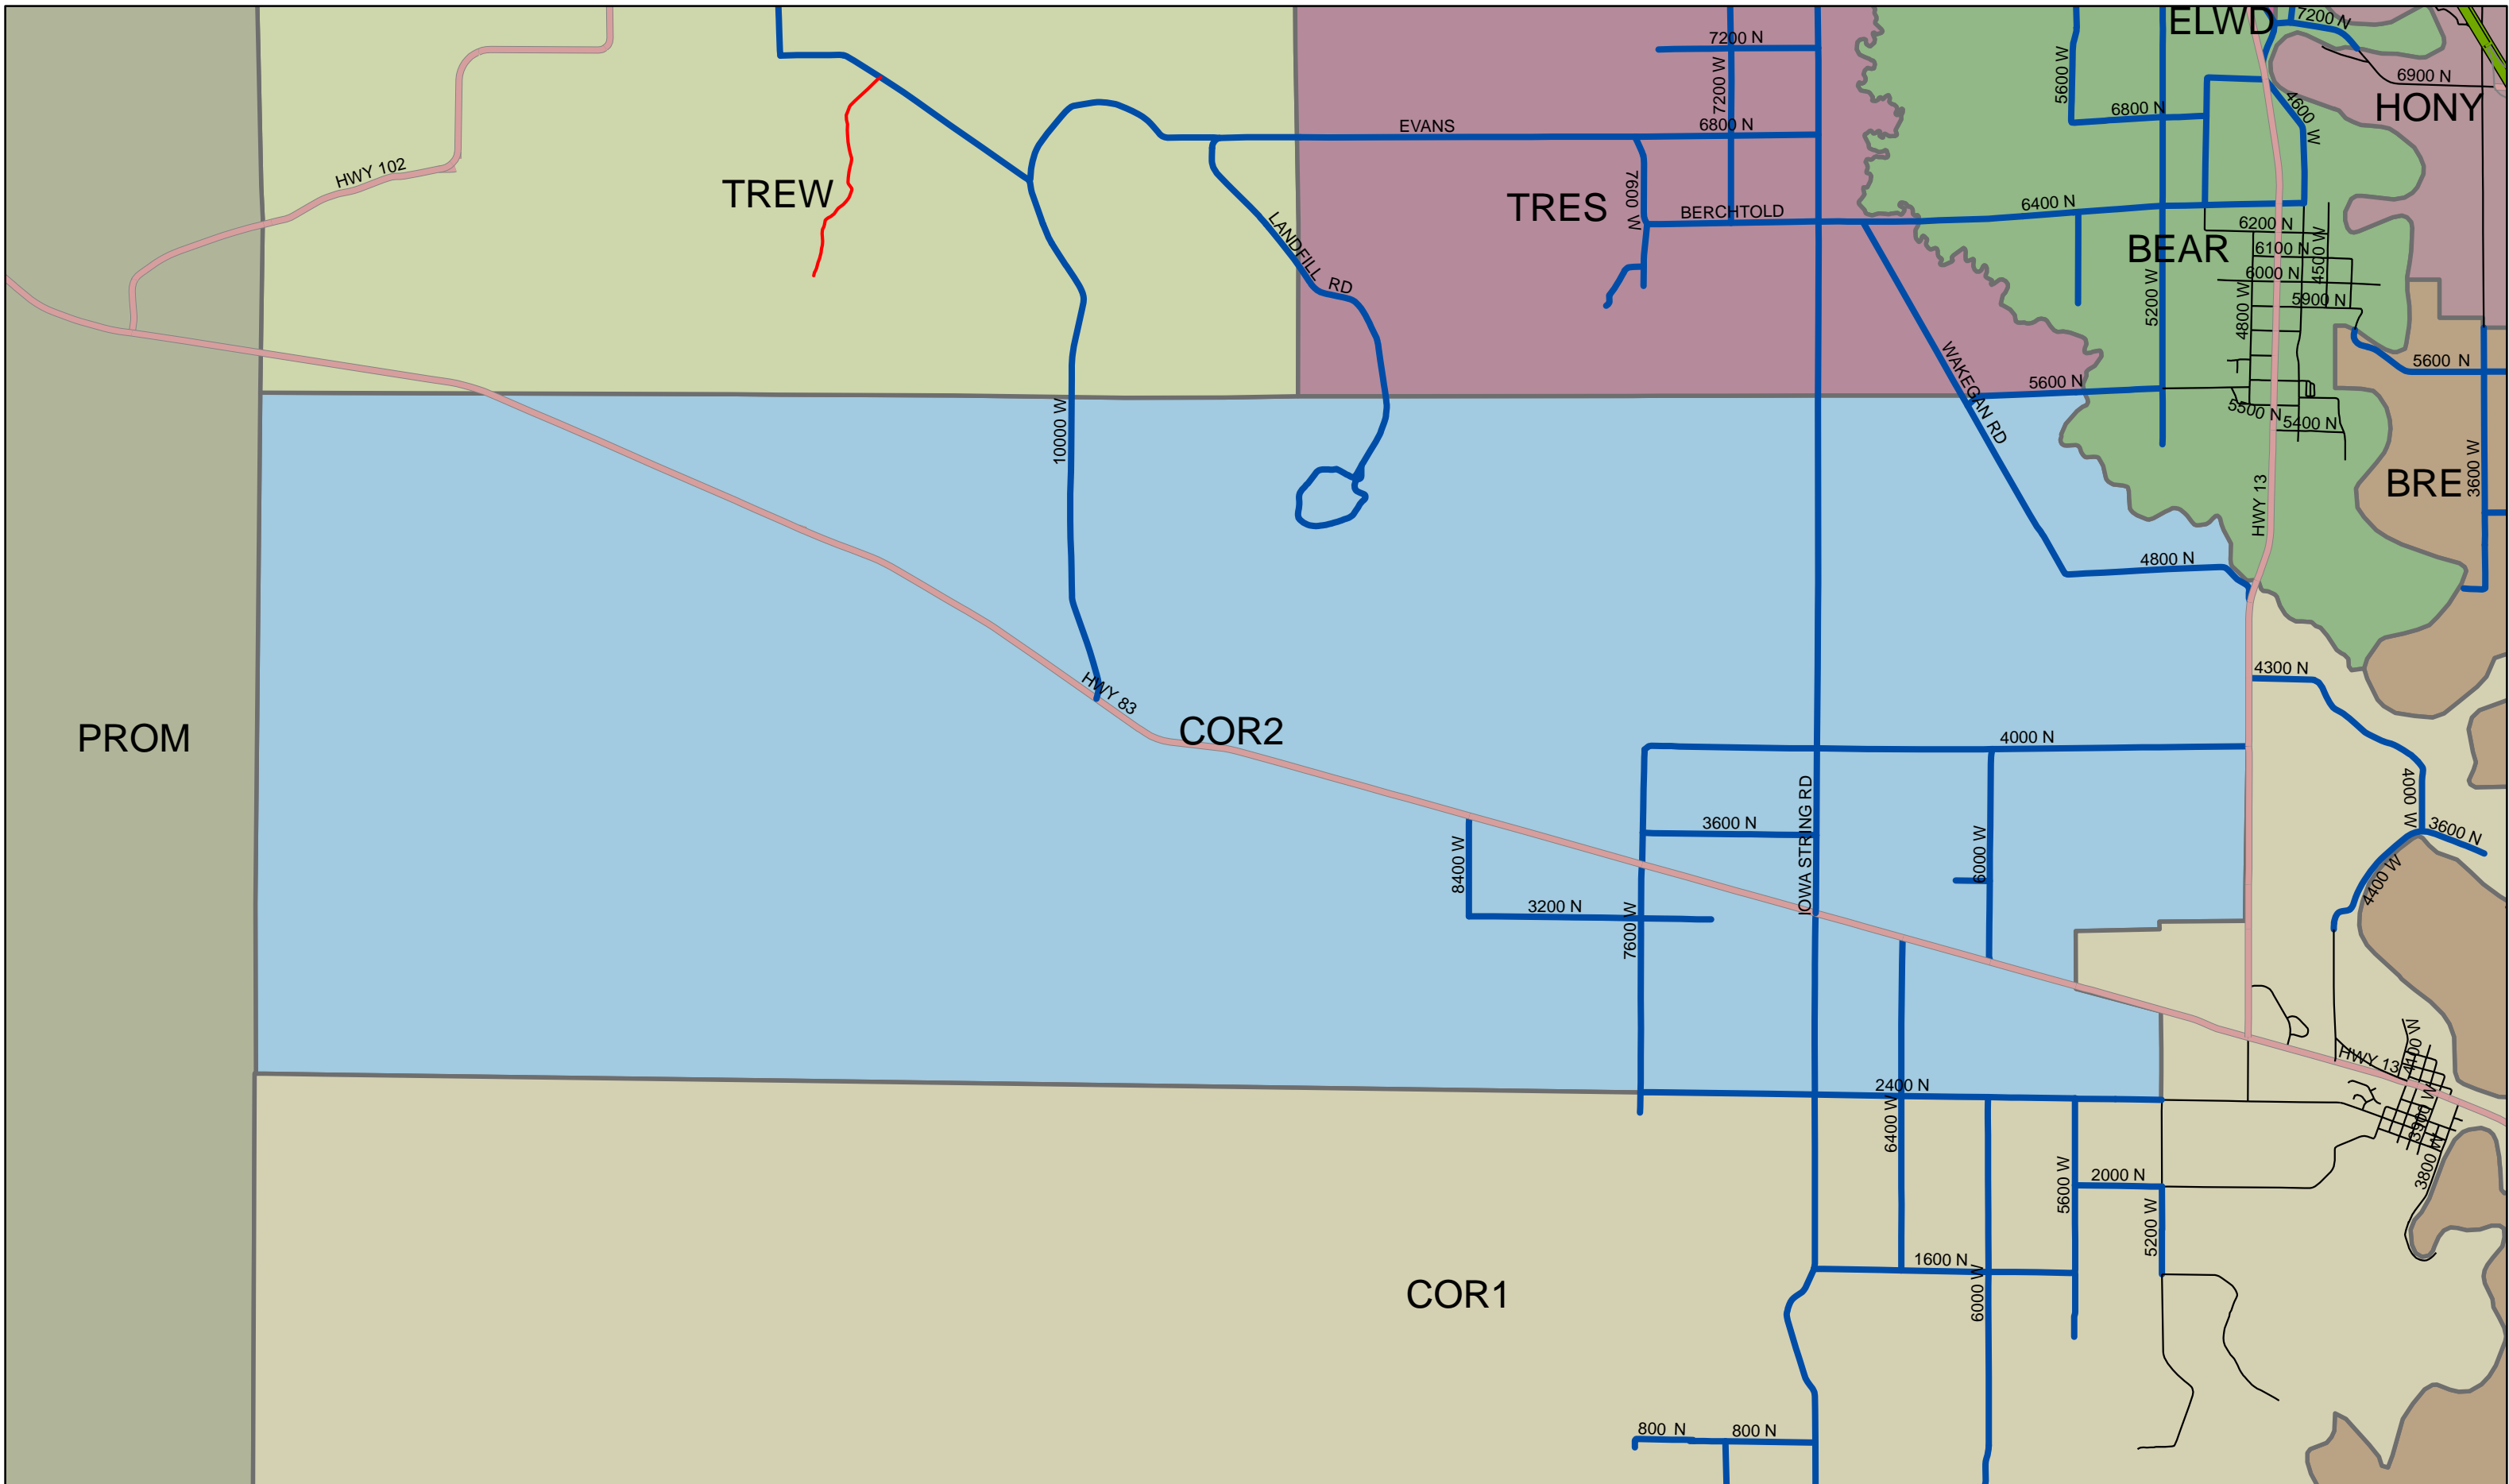 ELWD
7200 N
7200 N
5600 W
7200 W
6900 N
4600 W
HONY
6800 N
EVANS
6800 N
HWY 102
TREW
7600 W
TRES
BERCHTOLD
6400 N
6200 N
LANDFILL RD
BEAR
6100 N
4500 W
6000 N
5200 W
4800 W
5900 N
WAKEGAN RD
5600 N
5600 N
10000 W
5500 N
5400 N
3600 W
BRE
HWY 13
4800 N
4300 N
HWY 83
COR2
PROM
4000 N
4000 W
IOWA STRING RD
3600 N
3600 N
6000 W
8400 W
4400 W
3200 N
7600 W
4100 W
HWY 13
2400 N
6400 W
3900 W
3800 W
5600 W
2000 N
5200 W
1600 N
6000 W
COR1
800 N
800 N